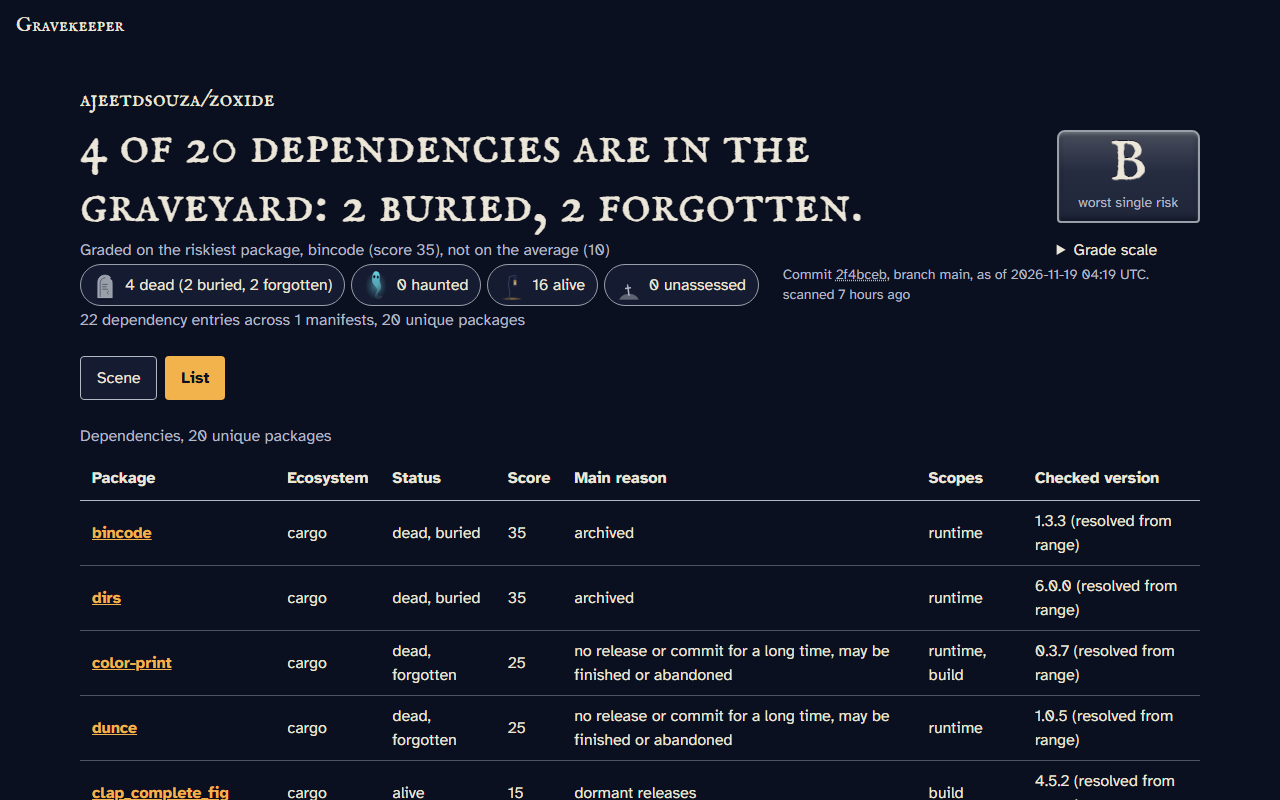 Gravekeeper
ajeetdsouza/zoxide
4 of 20 dependencies are in the
graveyard: 2 buried, 2 forgotten.
B
worst single risk
Graded on the riskiest package, bincode (score 35), not on the average (10)
▶ Grade scale
4 dead (2 buried, 2 forgotten)
0 haunted
16 alive
0 unassessed
Commit 2f4bceb, branch main, as of 2026-11-19 04:19 UTC.
scanned 7 hours ago
22 dependency entries across 1 manifests, 20 unique packages
Scene
List
Dependencies, 20 unique packages
Package Ecosystem Status Score Main reason Scopes Checked version
bincode cargo dead, buried 35 archived runtime 1.3.3 (resolved from
range)
dirs cargo dead, buried 35 archived runtime 6.0.0 (resolved from
range)
color-print cargo dead,
forgotten 25 no release or commit for a long time, may be
finished or abandoned runtime,
build 0.3.7 (resolved from
range)
dunce cargo dead,
forgotten 25 no release or commit for a long time, may be
finished or abandoned runtime 1.0.5 (resolved from
range)
clap_complete_fig cargo alive 15 dormant releases build 4.5.2 (resolved from